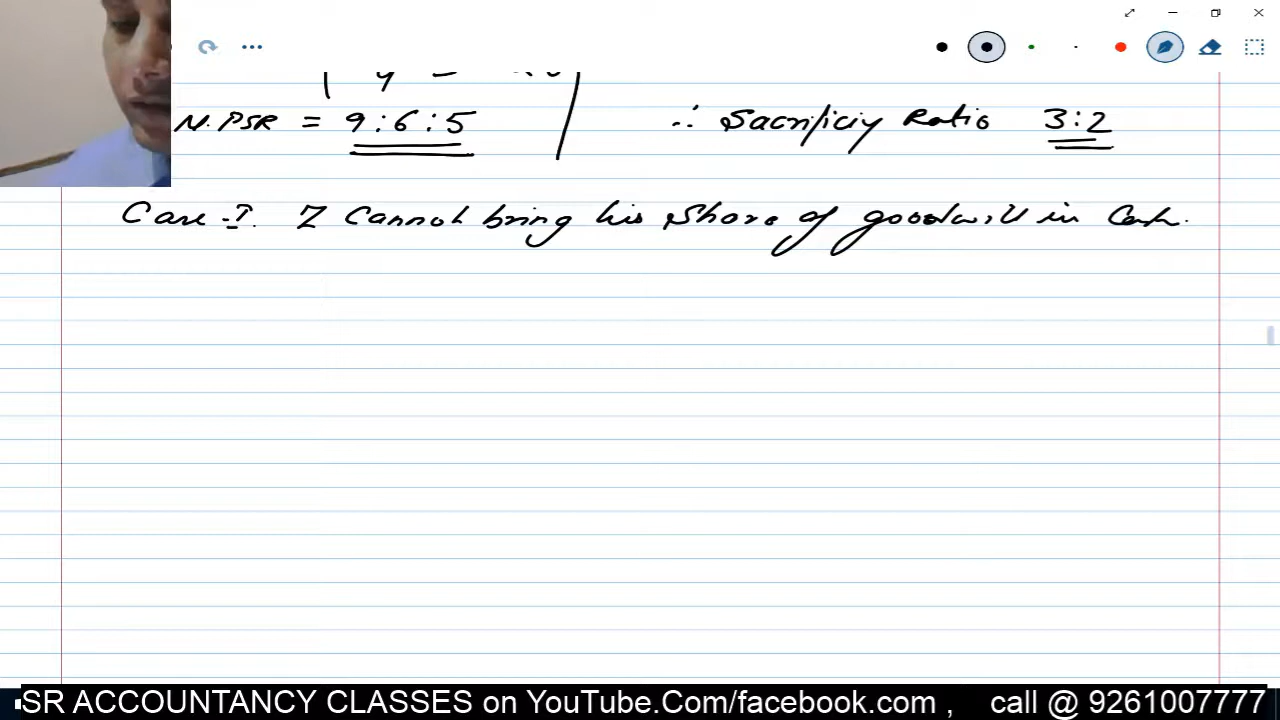 N.PSR = 9:6:5
∴ Sacrificiy Ratio 3:2
Case-I. Z Cannot bring his share of goodwill in Cash.
SR ACCOUNTANCY CLASSES on YouTube.Com/facebook.com , call @ 9261007777